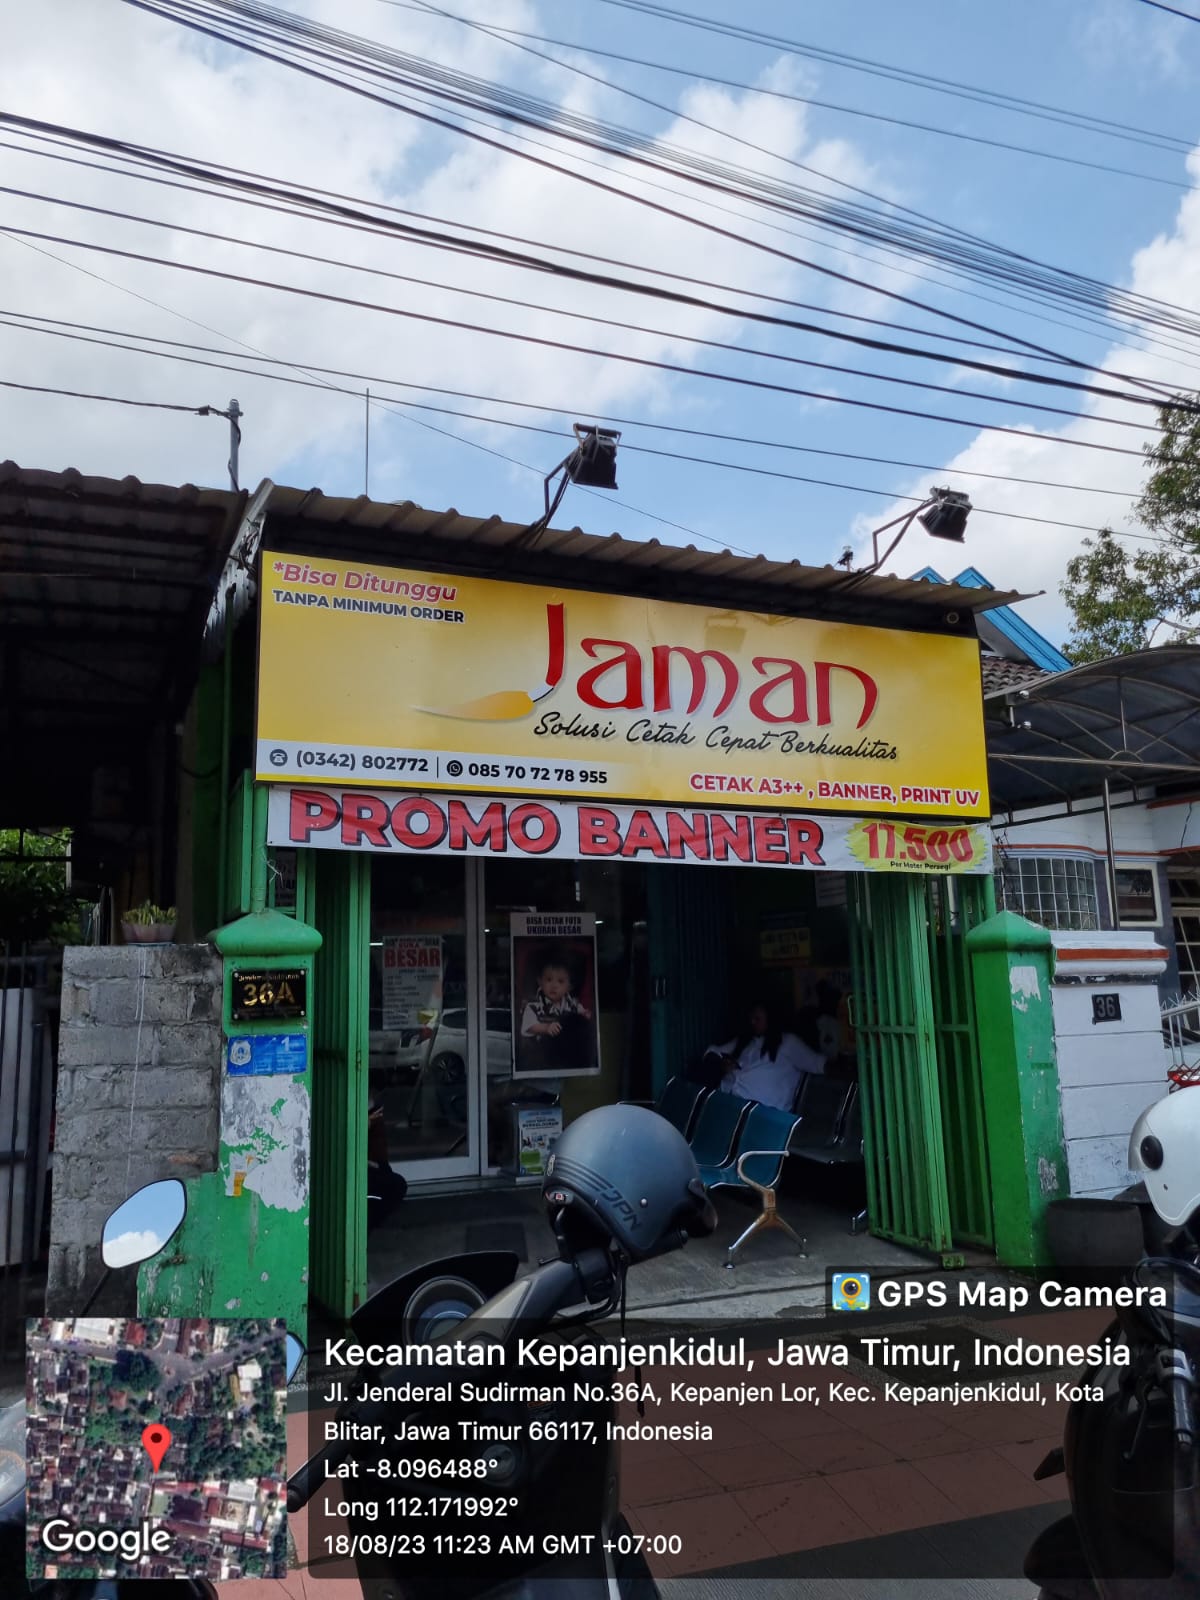 *Bisa Ditunggu
TANPA MINIMUM ORDER
Jaman
Solusi Cetak Cepat Berkualitas
(0342) 802772 | 085 70 72 78 955
CETAK A3++ , BANNER, PRINT UV
PROMO BANNER
17.500
Per Meter Persegi
BISA CETAK FOTO
UKURAN BESAR
BESAR
36A
36
JPN
GPS Map Camera
Kecamatan Kepanjenkidul, Jawa Timur, Indonesia
Jl. Jenderal Sudirman No.36A, Kepanjen Lor, Kec. Kepanjenkidul, Kota
Blitar, Jawa Timur 66117, Indonesia
Lat -8.096488°
Long 112.171992°
18/08/23 11:23 AM GMT +07:00
Google